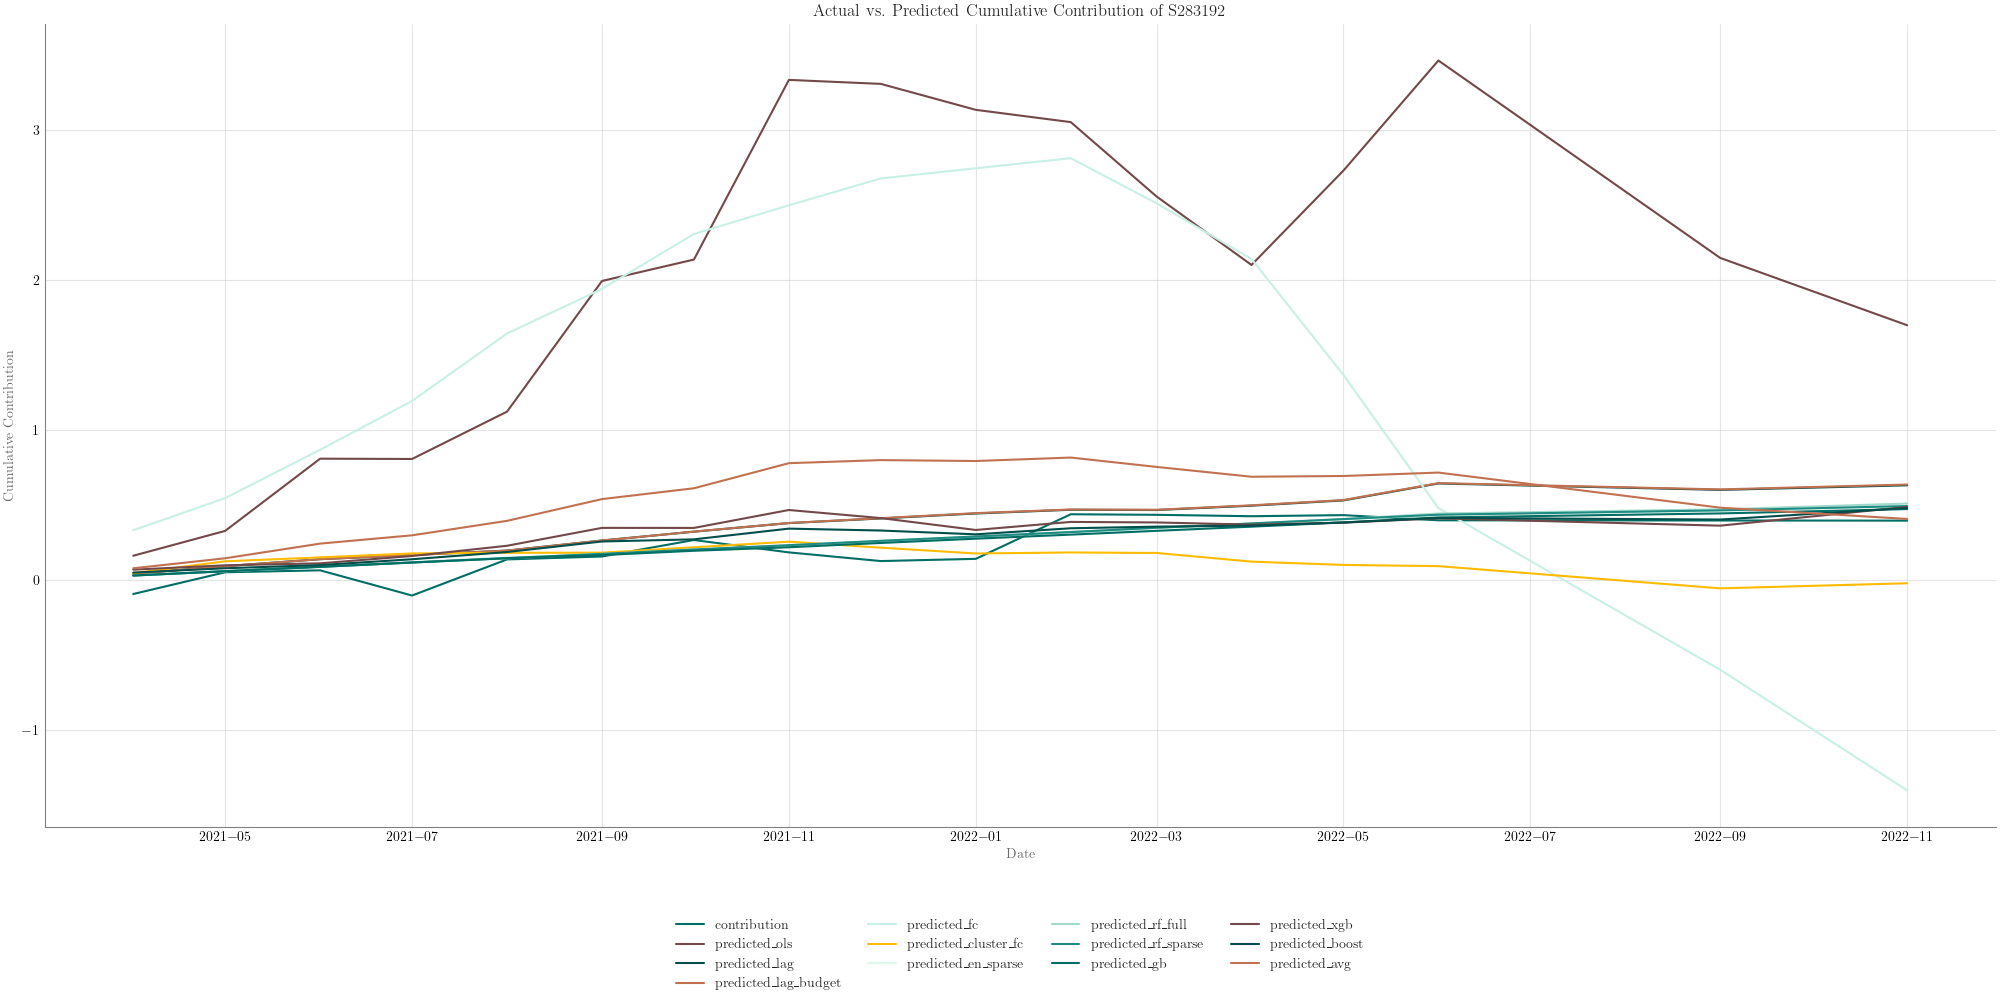 Actual vs. Predicted Cumulative Contribution of S283192
Cumulative Contribution
3
2
1
0
−1
2021−05
2021−07
2021−09
2021−11
2022−01
2022−03
2022−05
2022−07
2022−09
2022−11
Date
contribution
predicted_ols
predicted_lag
predicted_lag_budget
predicted_fc
predicted_cluster_fc
predicted_en_sparse
predicted_rf_full
predicted_rf_sparse
predicted_gb
predicted_xgb
predicted_boost
predicted_avg